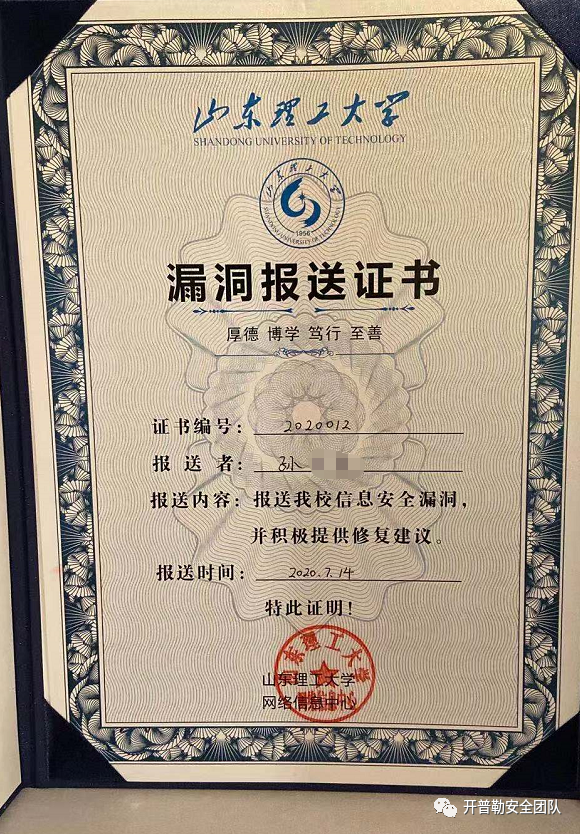 山东理工大学
SHANDONG UNIVERSITY OF TECHNOLOGY
山东理工大学
SHANDONG UNIVERSITY OF TECHNOLOGY
1956
漏洞报送证书
厚德 博学 笃行 至善
证书编号：2020012
报 送 者：孙
报送内容：报送我校信息安全漏洞，
并积极提供修复建议。
报送时间：2020.7.14
特此证明！
山东理工大学
山东理工大学
网络信息中心
开普勒安全团队